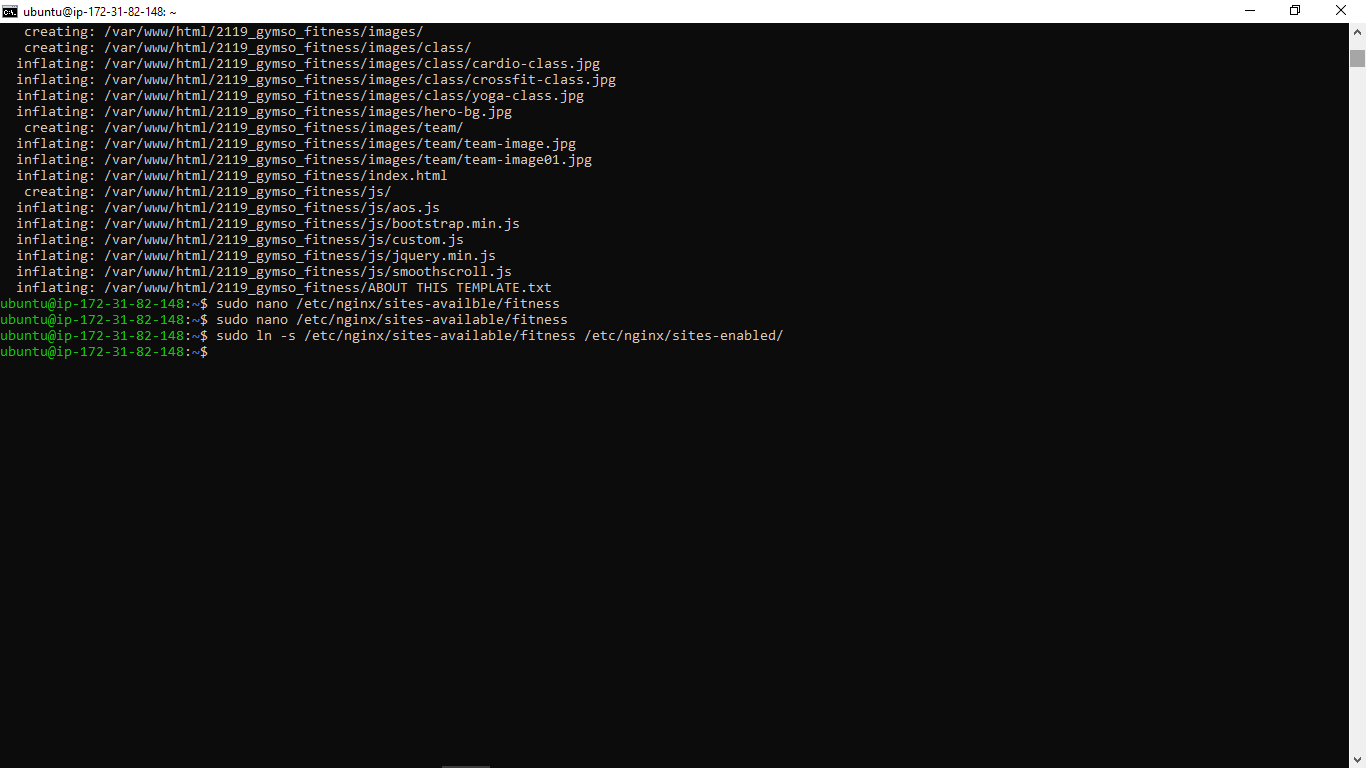 ubuntu@ip-172-31-82-148: ~
creating: /var/www/html/2119_gymso_fitness/images/
creating: /var/www/html/2119_gymso_fitness/images/class/
inflating: /var/www/html/2119_gymso_fitness/images/class/cardio-class.jpg
inflating: /var/www/html/2119_gymso_fitness/images/class/crossfit-class.jpg
inflating: /var/www/html/2119_gymso_fitness/images/class/yoga-class.jpg
inflating: /var/www/html/2119_gymso_fitness/images/hero-bg.jpg
creating: /var/www/html/2119_gymso_fitness/images/team/
inflating: /var/www/html/2119_gymso_fitness/images/team/team-image.jpg
inflating: /var/www/html/2119_gymso_fitness/images/team/team-image01.jpg
inflating: /var/www/html/2119_gymso_fitness/index.html
creating: /var/www/html/2119_gymso_fitness/js/
inflating: /var/www/html/2119_gymso_fitness/js/aos.js
inflating: /var/www/html/2119_gymso_fitness/js/bootstrap.min.js
inflating: /var/www/html/2119_gymso_fitness/js/custom.js
inflating: /var/www/html/2119_gymso_fitness/js/jquery.min.js
inflating: /var/www/html/2119_gymso_fitness/js/smoothscroll.js
inflating: /var/www/html/2119_gymso_fitness/ABOUT THIS TEMPLATE.txt
ubuntu@ip-172-31-82-148:~$ sudo nano /etc/nginx/sites-availble/fitness
ubuntu@ip-172-31-82-148:~$ sudo nano /etc/nginx/sites-available/fitness
ubuntu@ip-172-31-82-148:~$ sudo ln -s /etc/nginx/sites-available/fitness /etc/nginx/sites-enabled/
ubuntu@ip-172-31-82-148:~$